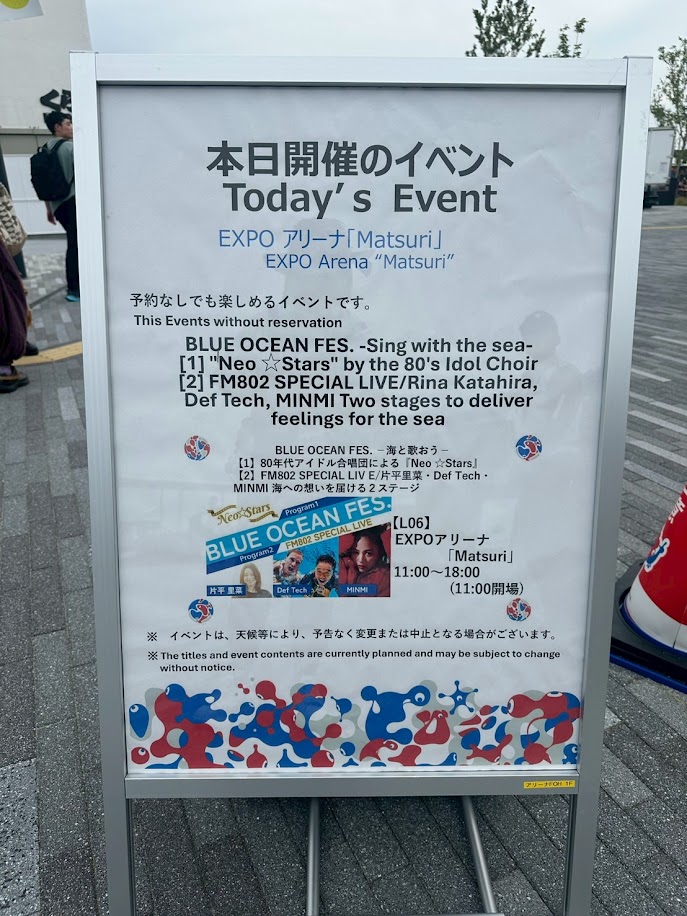 本日開催のイベント
Today's Event
EXPO アリーナ「Matsuri」
EXPO Arena “Matsuri”
予約なしでも楽しめるイベントです。
This Events without reservation
BLUE OCEAN FES. -Sing with the sea-
[1] "Neo ☆Stars" by the 80's Idol Choir
[2] FM802 SPECIAL LIVE/Rina Katahira,
Def Tech, MINMI Two stages to deliver
feelings for the sea
BLUE OCEAN FES. －海と歌おう－
【1】80年代アイドル合唱団による『Neo ☆Stars』
【2】FM802 SPECIAL LIV E/片平里菜・Def Tech・
MINMI 海への想いを届ける２ステージ
Neo☆Stars
Program1
BLUE OCEAN FES.
Program2
FM802 SPECIAL LIVE
片平 里菜
Def Tech
MINMI
【L06】
EXPOアリーナ
「Matsuri」
11:00～18:00
（11:00開場）
※ イベントは、天候等により、予告なく変更または中止となる場合がございます。
※ The titles and event contents are currently planned and may be subject to change
without notice.